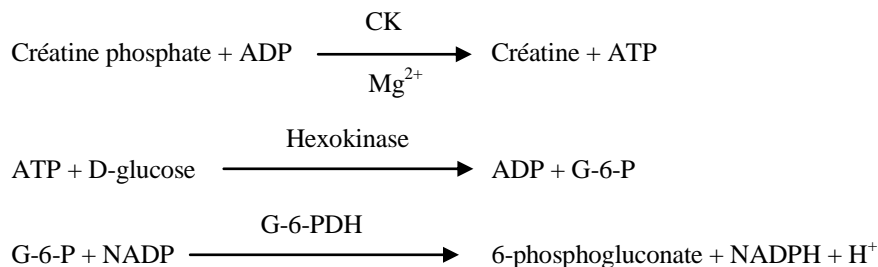 CK
Créatine phosphate + ADP Créatine + ATP
Mg²⁺
Hexokinase
ATP + D-glucose ADP + G-6-P
G-6-PDH
G-6-P + NADP 6-phosphogluconate + NADPH + H⁺